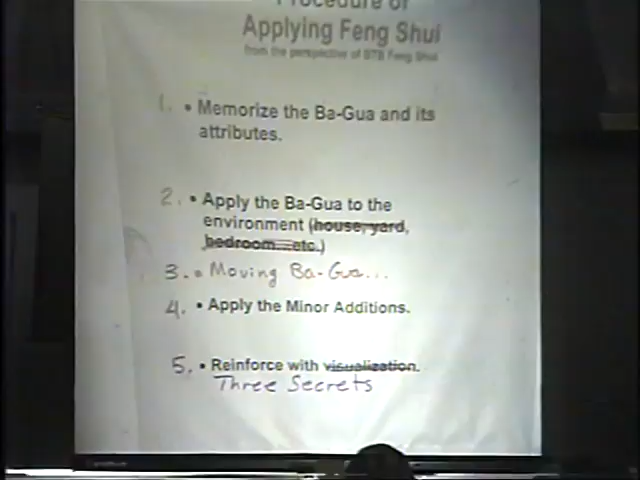 Procedure of
Applying Feng Shui
from the perspective of BTB Feng Shui
1. • Memorize the Ba-Gua and its
attributes.
2. • Apply the Ba-Gua to the
environment (house, yard,
bedroom...etc.)
3. • Moving Ba-Gua...
4. • Apply the Minor Additions.
5. • Reinforce with visualization.
Three Secrets